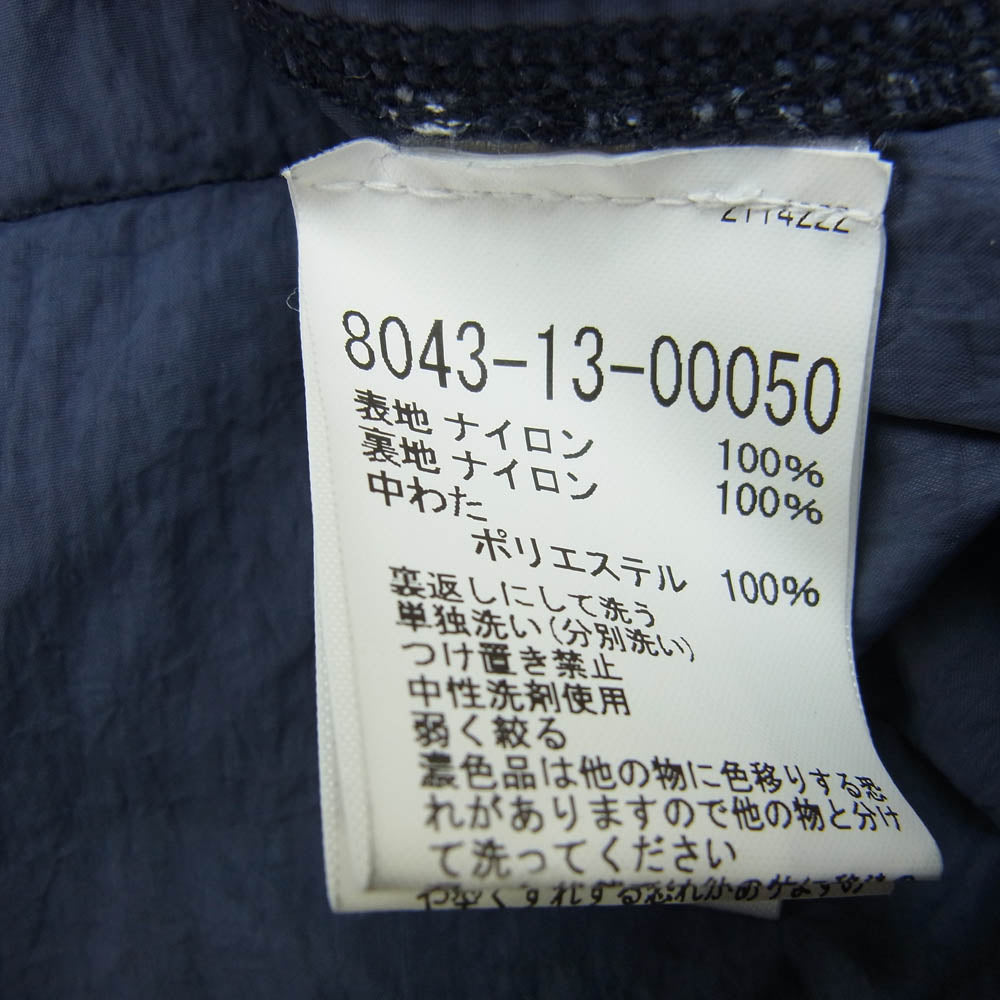 2114222
8043-13-00050
表地 ナイロン 100%
裏地 ナイロン 100%
中わた
ポリエステル 100%
裏返しにして洗う
単独洗い(分別洗い)
つけ置き禁止
中性洗剤使用
弱く絞る
濃色品は他の物に色移りする恐
れがありますので他の物と分け
て洗ってください